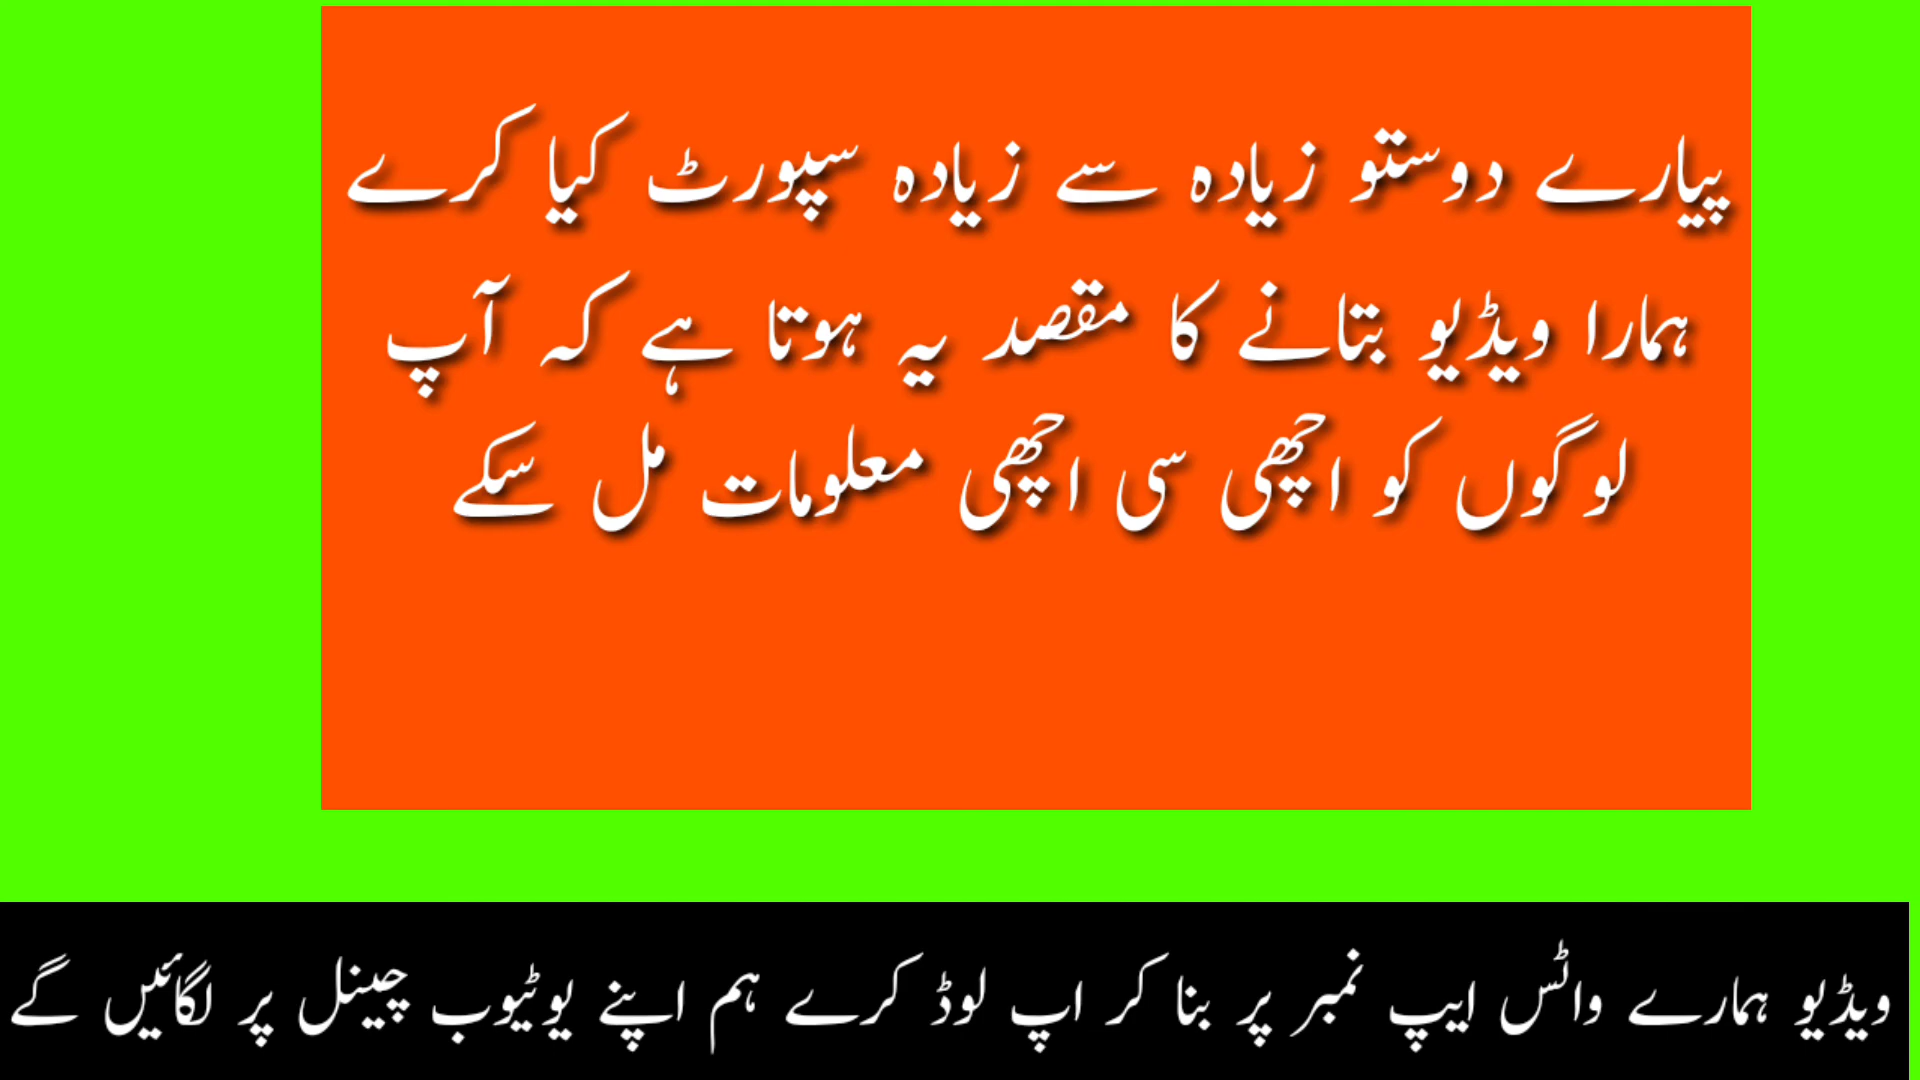 پیارے دوستو زیادہ سے زیادہ سپورٹ کیا کرے
ہمارا ویڈیو بتانے کا مقصد یہ ہوتا ہے کہ آپ
لوگوں کو اچھی سی اچھی معلومات مل سکے
ویڈیو ہمارے واٹس ایپ نمبر پر بنا کر اپ لوڈ کرے ہم اپنے یوٹیوب چینل پر لگائیں گے